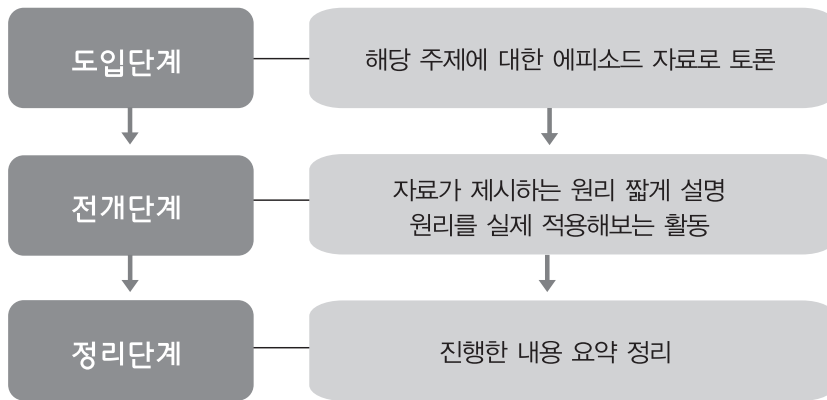 도입단계
해당 주제에 대한 에피소드 자료로 토론
전개단계
자료가 제시하는 원리 짧게 설명
원리를 실제 적용해보는 활동
정리단계
진행한 내용 요약 정리